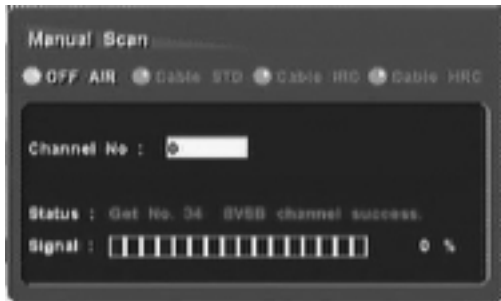 Manual Scan
OFF AIR Cable STD Cable IRC Cable HRC
Channel No : 0
Status : Get No. 34 8VSB channel success.
Signal : 0 %